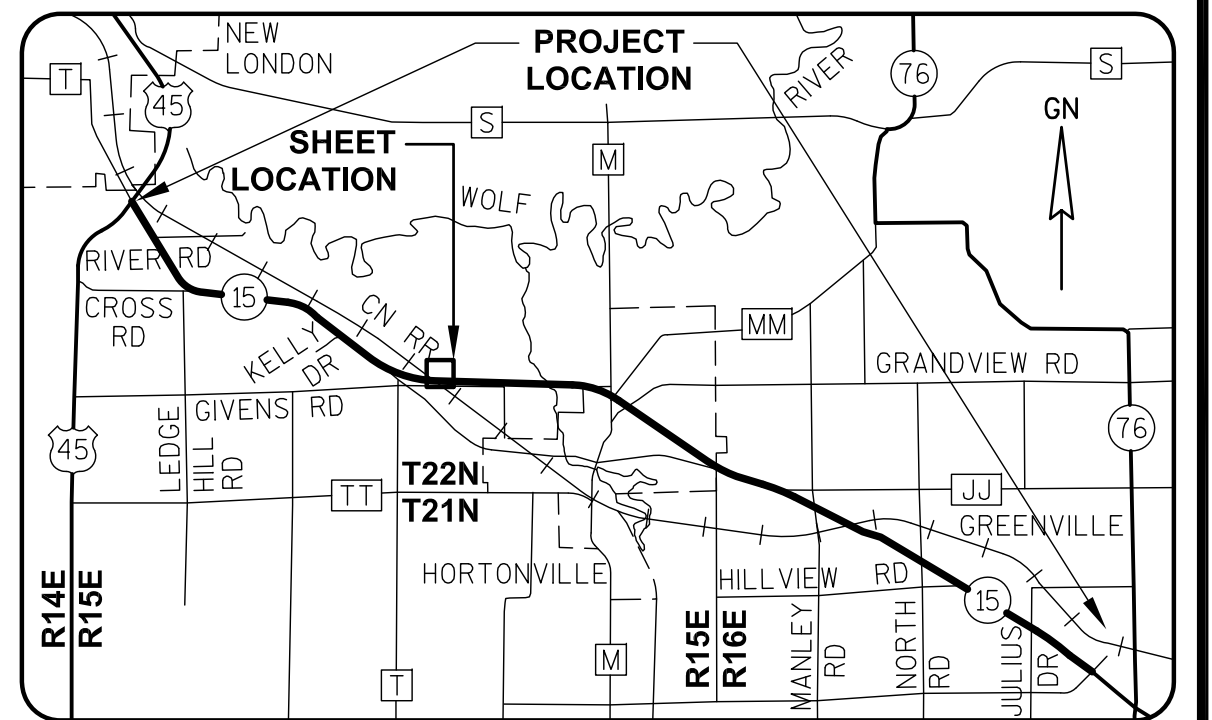 NEW
LONDON
PROJECT
LOCATION
RIVER
76
S
T
45
S
GN
SHEET
LOCATION
M
WOLF
RIVER RD
15
CROSS
RD
CN RR
KELLY
DR
MM
GRANDVIEW RD
GIVENS RD
LEDGE
HILL
RD
45
76
T22N
T21N
TT
JJ
GREENVILLE
HORTONVILLE
HILLVIEW RD
15
R14E
R15E
R15E
R16E
MANLEY
RD
NORTH
RD
JULIUS
DR
M
T